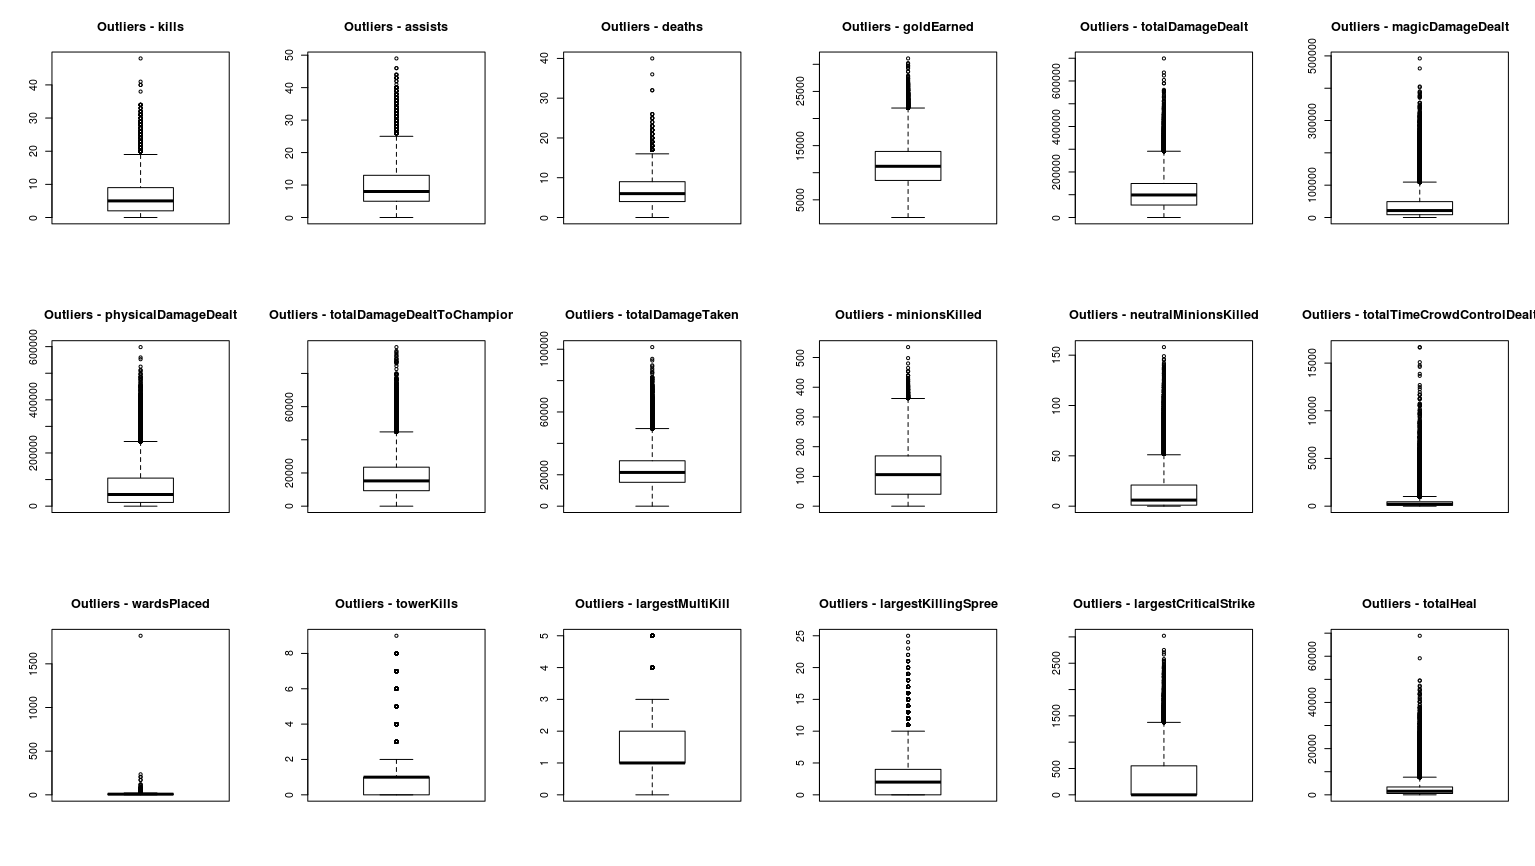 Outliers - kills
0 10 20 30 40
Outliers - assists
0 10 20 30 40 50
Outliers - deaths
0 10 20 30 40
Outliers - goldEarned
5000 15000 25000
Outliers - totalDamageDealt
0 200000 400000 600000
Outliers - magicDamageDealt
0 100000 300000 500000
Outliers - physicalDamageDealt
0 200000 400000 600000
Outliers - totalDamageDealtToChampior
0 20000 60000
Outliers - totalDamageTaken
0 20000 60000 100000
Outliers - minionsKilled
0 100 200 300 400 500
Outliers - neutralMinionsKilled
0 50 100 150
Outliers - totalTimeCrowdControlDealt
0 5000 10000 15000
Outliers - wardsPlaced
0 500 1000 1500
Outliers - towerKills
0 2 4 6 8
Outliers - largestMultiKill
0 1 2 3 4 5
Outliers - largestKillingSpree
0 5 10 15 20 25
Outliers - largestCriticalStrike
0 500 1500 2500
Outliers - totalHeal
0 20000 40000 60000